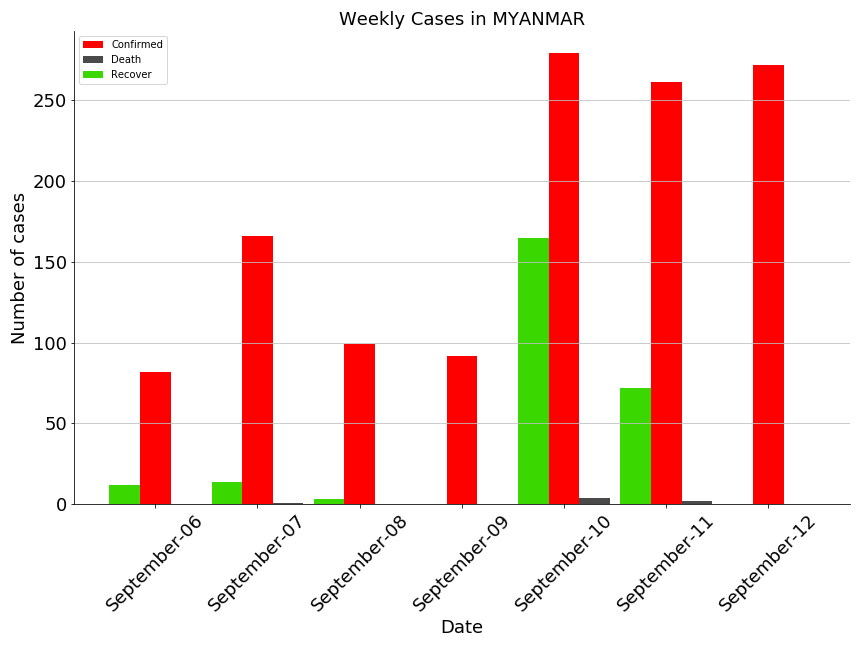 Weekly Cases in MYANMAR
Confirmed
Death
Recover
Number of cases
250
200
150
100
50
0
September-06
September-07
September-08
September-09
September-10
September-11
September-12
Date